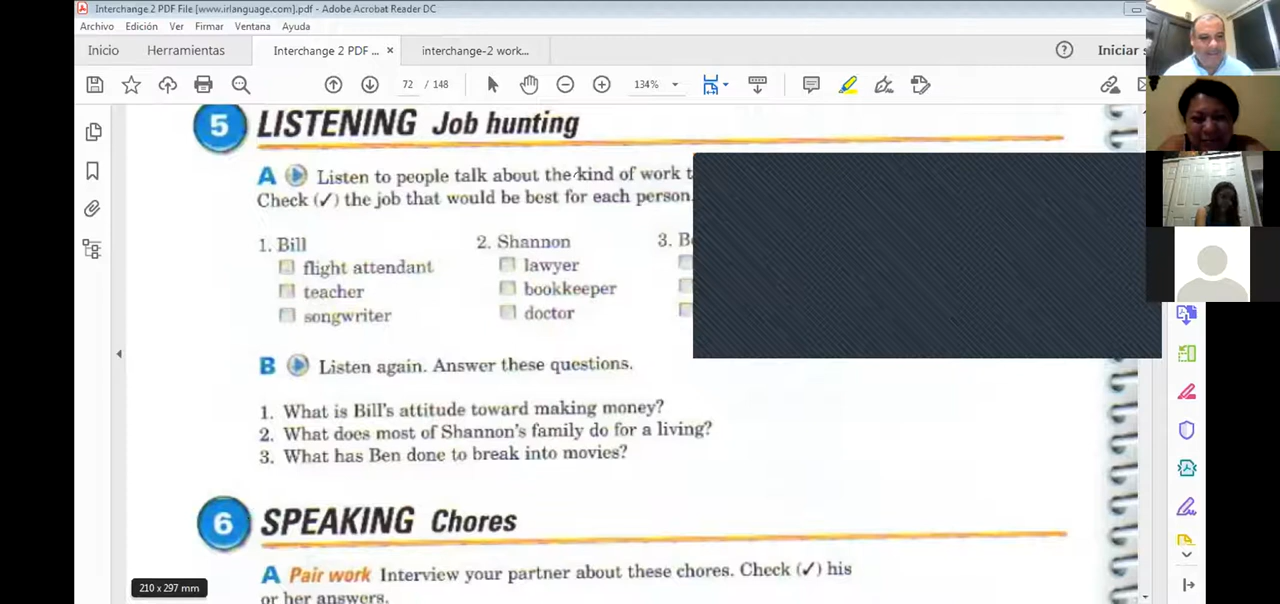 Interchange 2 PDF File [www.irlanguage.com].pdf - Adobe Acrobat Reader DC
Archivo Edición Ver Firmar Ventana Ayuda
Inicio Herramientas Interchange 2 PDF ... × interchange-2 work... Iniciar
72 / 148 134%
5 LISTENING Job hunting
A Listen to people talk about the kind of work
Check (✓) the job that would be best for each person.
1. Bill 2. Shannon 3.
flight attendant lawyer
teacher bookkeeper
songwriter doctor
B Listen again. Answer these questions.
1. What is Bill's attitude toward making money?
2. What does most of Shannon's family do for a living?
3. What has Ben done to break into movies?
6 SPEAKING Chores
A Pair work Interview your partner about these chores. Check (✓) his
or her answers.
210 x 297 mm